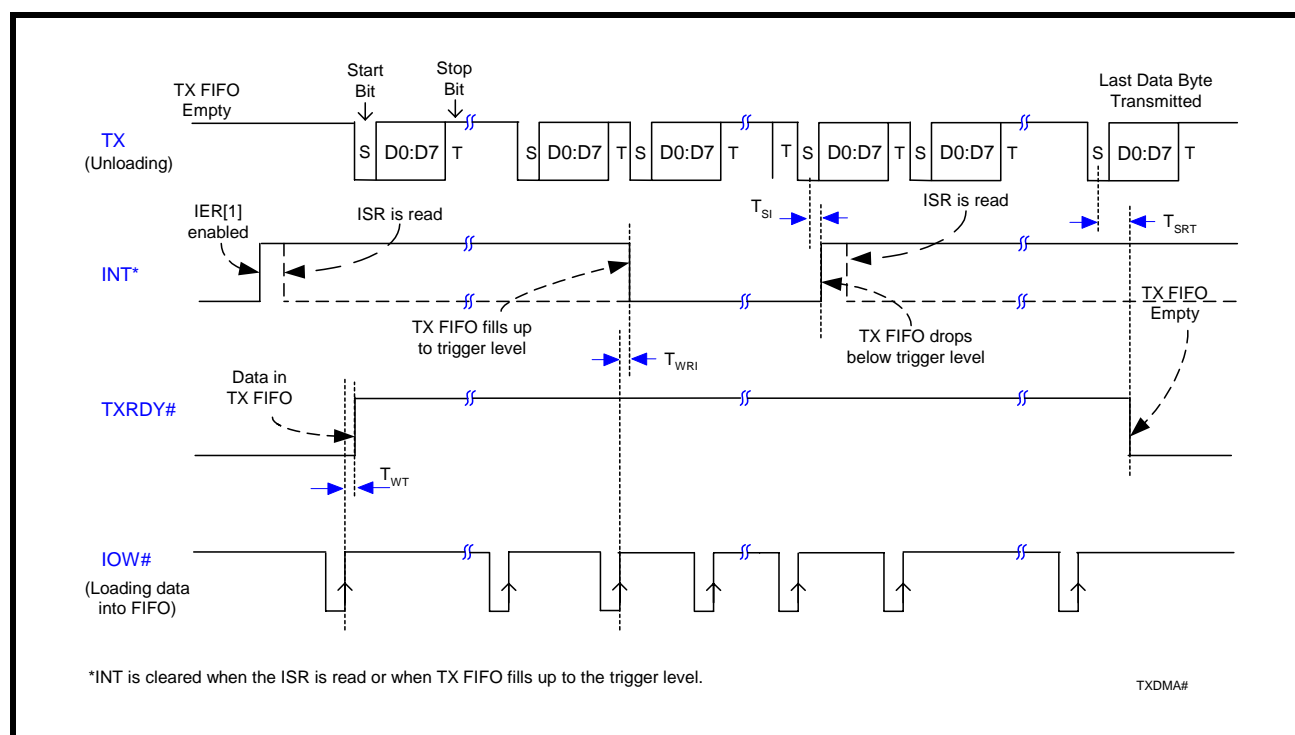 Start
Bit
Stop
Bit
TX FIFO
Empty
Last Data Byte
Transmitted
TX
(Unloading)
S D0:D7 T
S D0:D7 T
S D0:D7 T
T S D0:D7 T
S D0:D7 T
S D0:D7 T
IER[1]
enabled
ISR is read
TSI
ISR is read
TSRT
INT*
TX FIFO fills up
to trigger level
TX FIFO drops
below trigger level
TX FIFO
Empty
TWRI
Data in
TX FIFO
TXRDY#
TWT
IOW#
(Loading data
into FIFO)
*INT is cleared when the ISR is read or when TX FIFO fills up to the trigger level.
TXDMA#